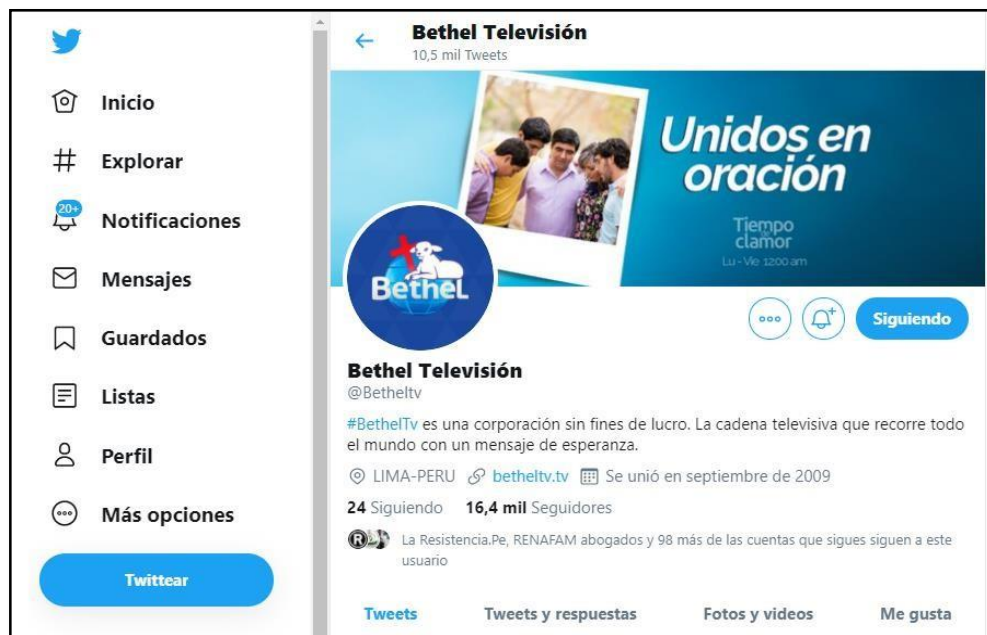 Inicio
Explorar
20+
Notificaciones
Mensajes
Guardados
Listas
Perfil
Más opciones
Twittear
Bethel Televisión
10,5 mil Tweets
Unidos en
oración
Tiempo
clamor
Lu - Vie 12:00 am
Bethel
Siguiendo
Bethel Televisión
@Betheltv
#BethelTv es una corporación sin fines de lucro. La cadena televisiva que recorre todo
el mundo con un mensaje de esperanza.
LIMA-PERU betheltv.tv Se unió en septiembre de 2009
24 Siguiendo 16,4 mil Seguidores
R
La Resistencia.Pe, RENAFAM abogados y 98 más de las cuentas que sigues siguen a este
usuario
Tweets Tweets y respuestas Fotos y videos Me gusta